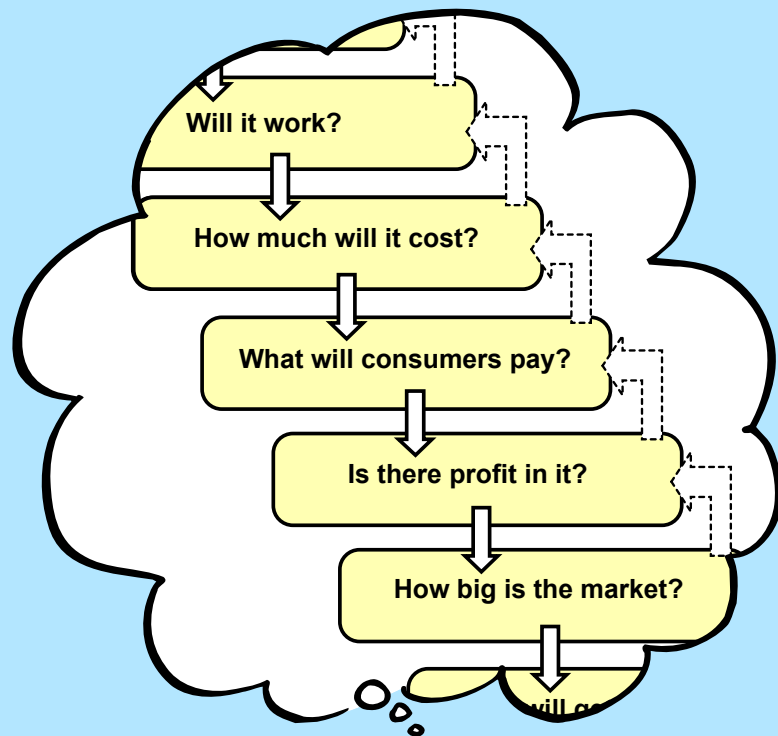 Will it work?
How much will it cost?
What will consumers pay?
Is there profit in it?
How big is the market?
will